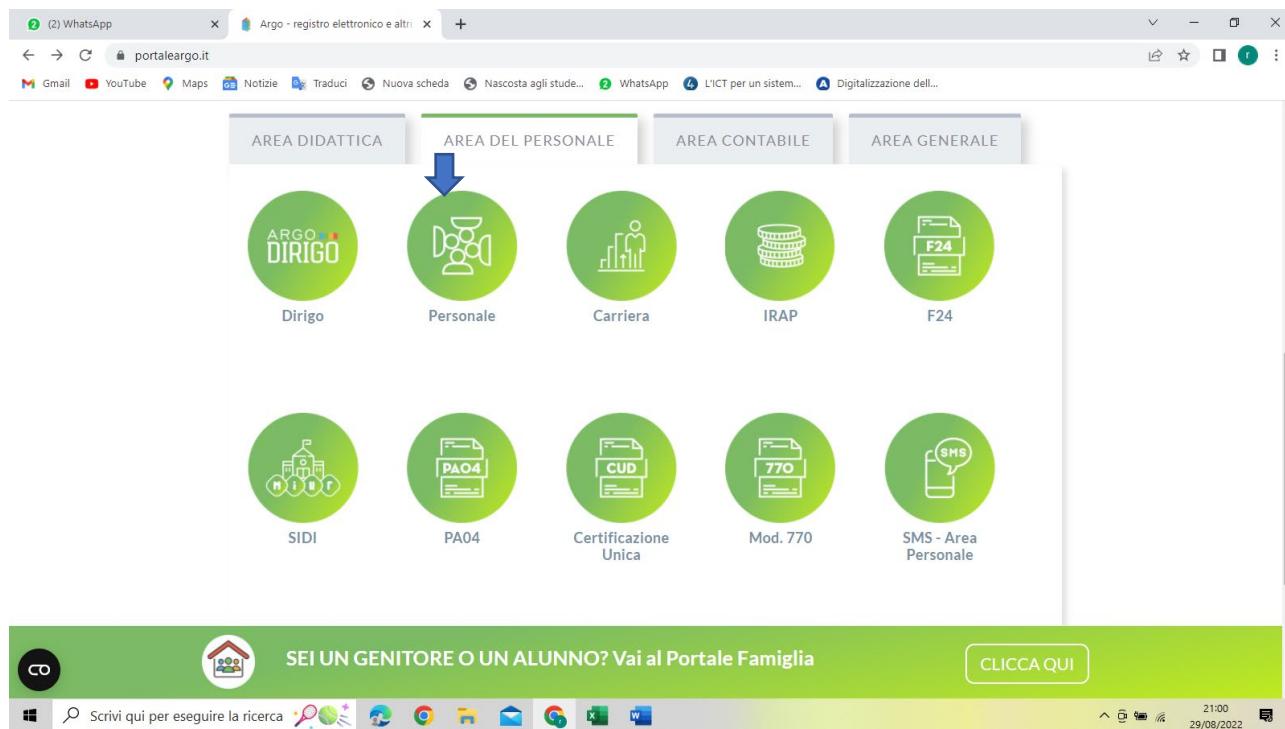 (2) WhatsApp
Argo - registro elettronico e altri
portaleargo.it
Gmail YouTube Maps Notizie Traduci Nuova scheda Nascosta agli stude... WhatsApp L'ICT per un sistem... Digitalizzazione dell...
AREA DIDATTICA AREA DEL PERSONALE AREA CONTABILE AREA GENERALE
ARGO
DIRIGO
F24
Dirigo Personale Carriera IRAP F24
MIUR PA04 CUD 770 SMS
SIDI PA04 Certificazione Unica Mod. 770 SMS - Area Personale
SEI UN GENITORE O UN ALUNNO? Vai al Portale Famiglia
CLICCA QUI
Scrivi qui per eseguire la ricerca
21:00
29/08/2022